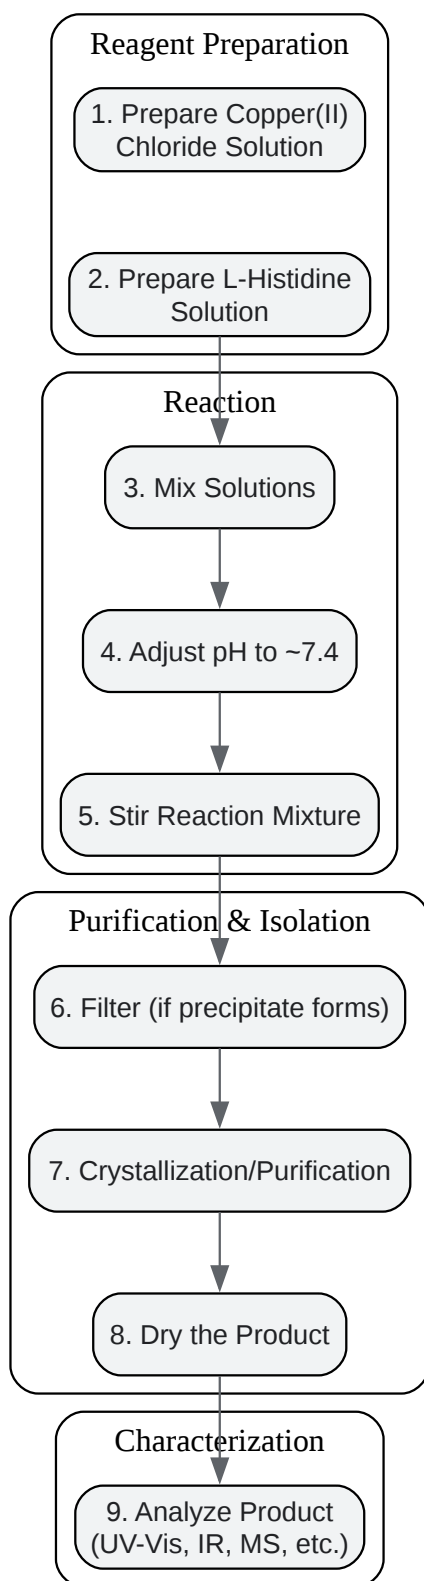 Reagent Preparation
1. Prepare Copper(II)
Chloride Solution
2. Prepare L-Histidine
Solution
Reaction
3. Mix Solutions
4. Adjust pH to ~7.4
5. Stir Reaction Mixture
Purification & Isolation
6. Filter (if precipitate forms)
7. Crystallization/Purification
8. Dry the Product
Characterization
9. Analyze Product
(UV-Vis, IR, MS, etc.)